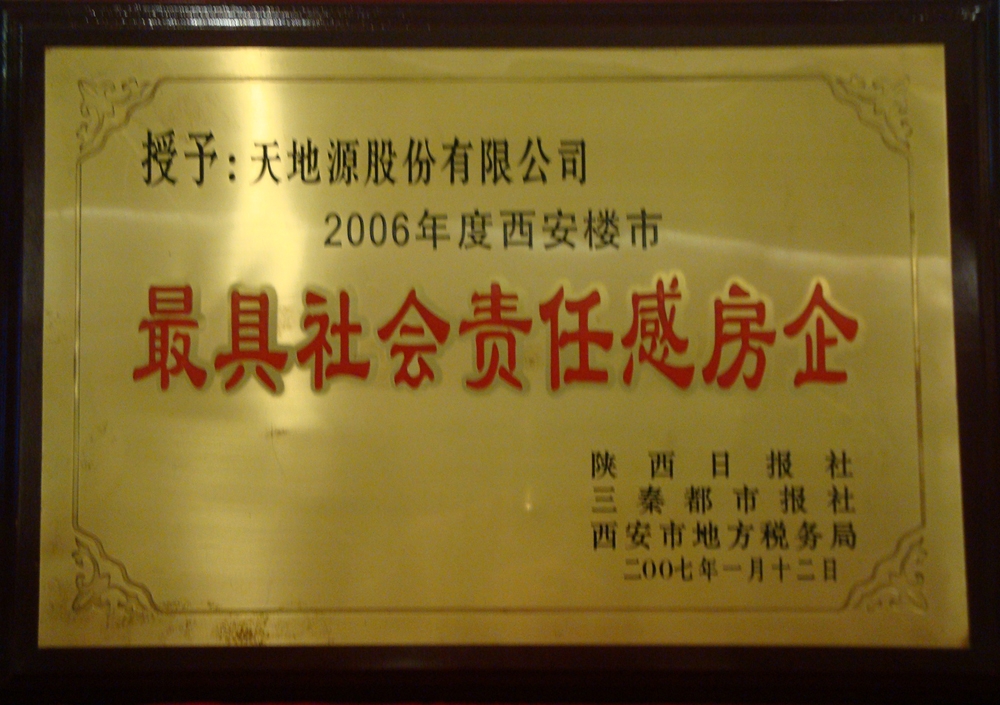 授予:天地源股份有限公司
2006年度西安楼市
最具社会责任感房企
陕西日报社
三秦都市报社
西安市地方税务局
二00七年一月十二日